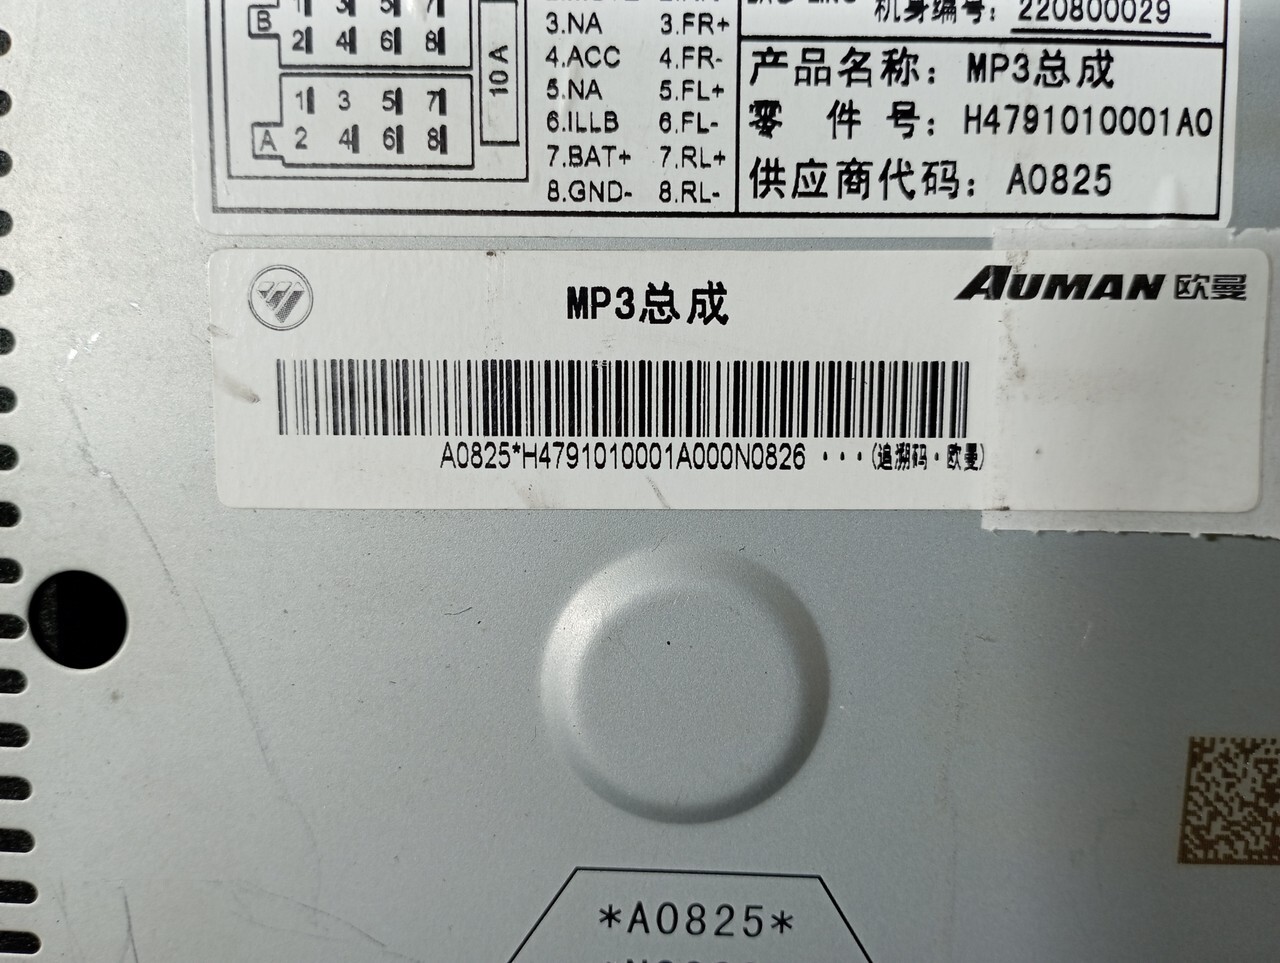 机身编号：220800029
B 1 3 5 7
2 4 6 8
10A
A 1 3 5 7
2 4 6 8
3.NA 3.FR+
4.ACC 4.FR-
5.NA 5.FL+
6.ILLB 6.FL-
7.BAT+ 7.RL+
8.GND- 8.RL-
产品名称：MP3总成
零 件 号：H4791010001A0
供应商代码：A0825
MP3总成
AUMAN 欧曼
A0825*H4791010001A000N0826 ···(追溯码·欧曼)
*A0825*